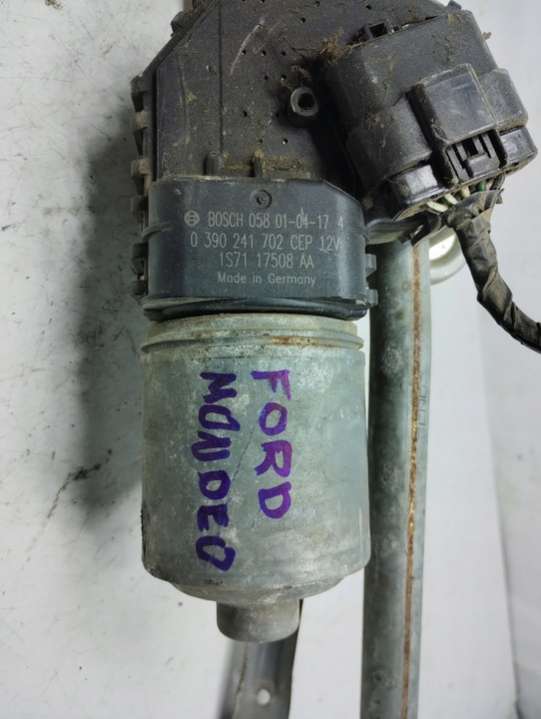 BOSCH 058 01-04-17 4
0 390 241 702 CEP 12V
1S71 17508 AA
Made in Germany
FORD
MONDEO